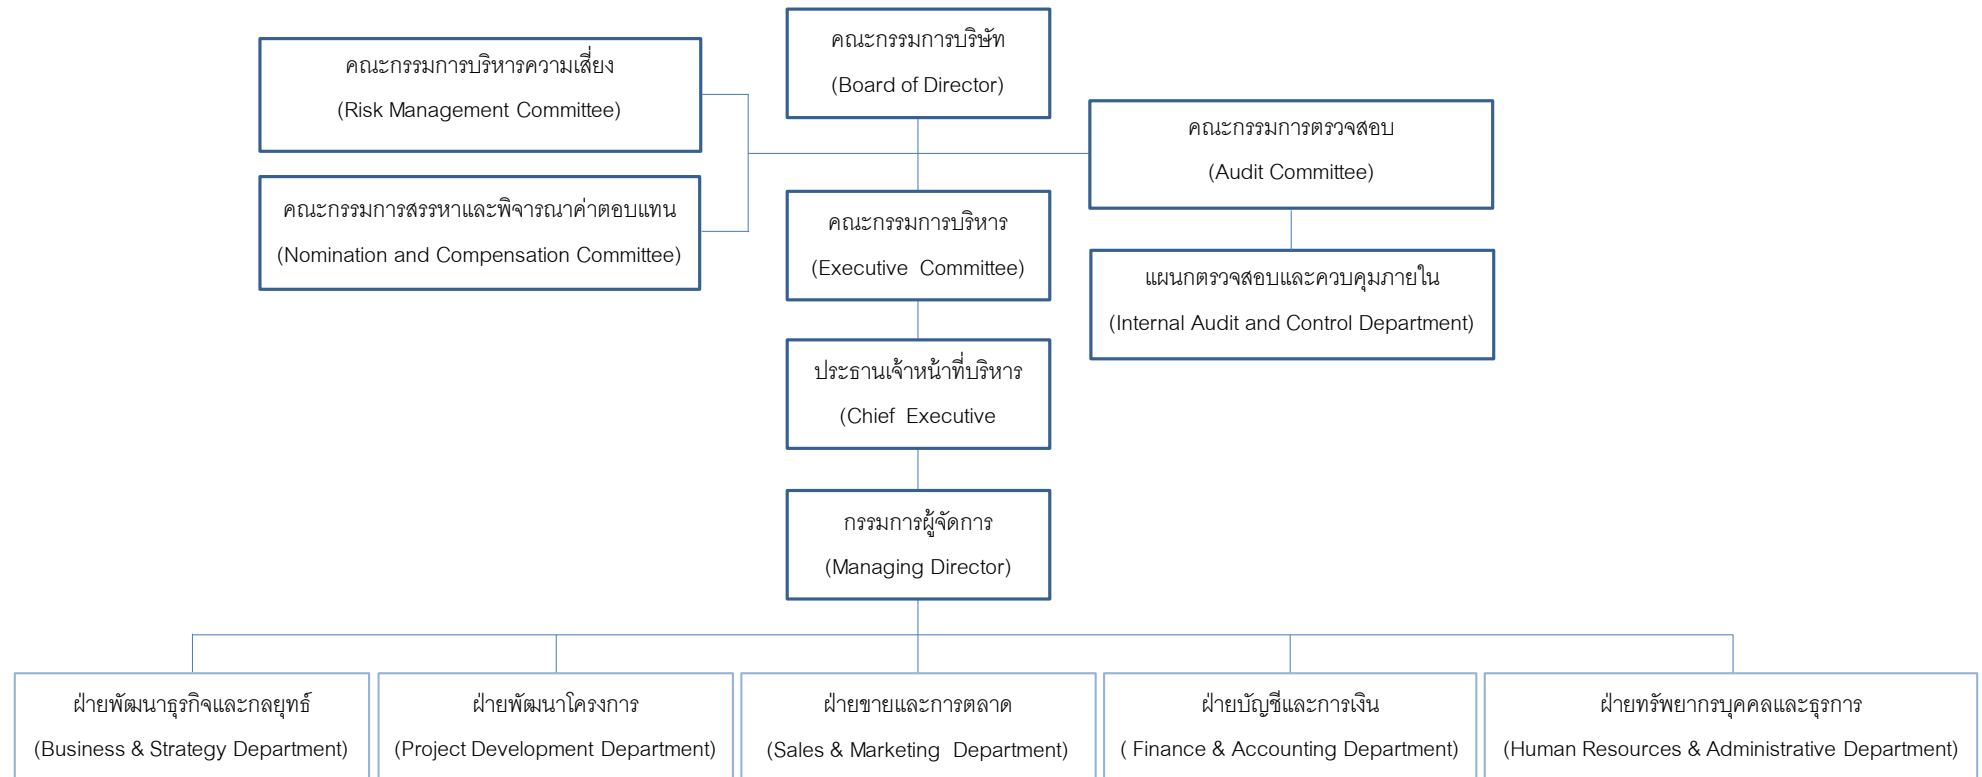 คณะกรรมการบริษัท
(Board of Director)
คณะกรรมการบริหารความเสี่ยง
(Risk Management Committee)
คณะกรรมการตรวจสอบ
(Audit Committee)
คณะกรรมการสรรหาและพิจารณาค่าตอบแทน
(Nomination and Compensation Committee)
คณะกรรมการบริหาร
(Executive Committee)
แผนกตรวจสอบและควบคุมภายใน
(Internal Audit and Control Department)
ประธานเจ้าหน้าที่บริหาร
(Chief Executive
กรรมการผู้จัดการ
(Managing Director)
ฝ่ายพัฒนาธุรกิจและกลยุทธ์
(Business & Strategy Department)
ฝ่ายพัฒนาโครงการ
(Project Development Department)
ฝ่ายขายและการตลาด
(Sales & Marketing Department)
ฝ่ายบัญชีและการเงิน
( Finance & Accounting Department)
ฝ่ายทรัพยากรบุคคลและธุรการ
(Human Resources & Administrative Department)